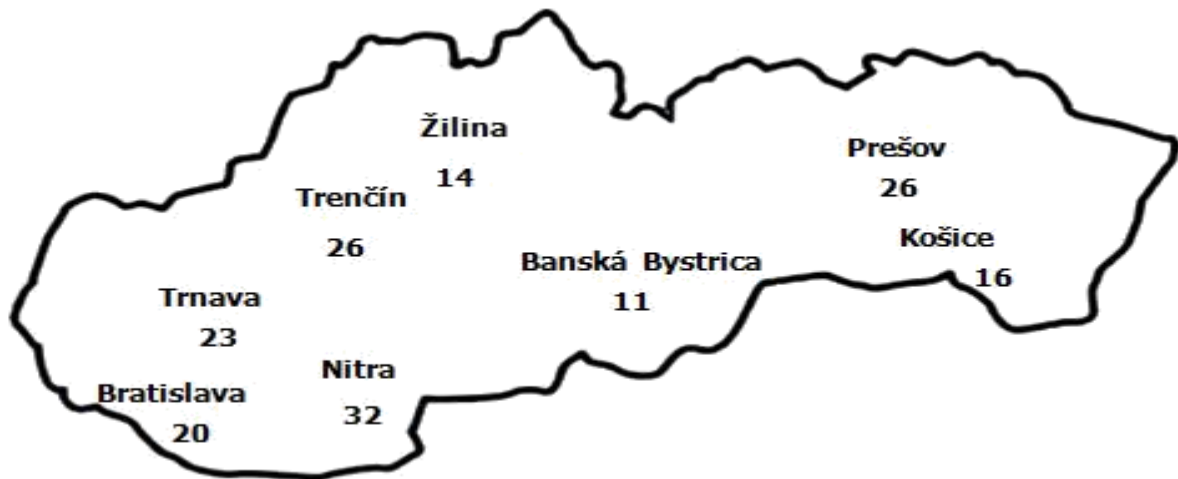 Žilina
14
Prešov
26
Trenčín
26
Košice
16
Banská Bystrica
11
Trnava
23
Nitra
32
Bratislava
20